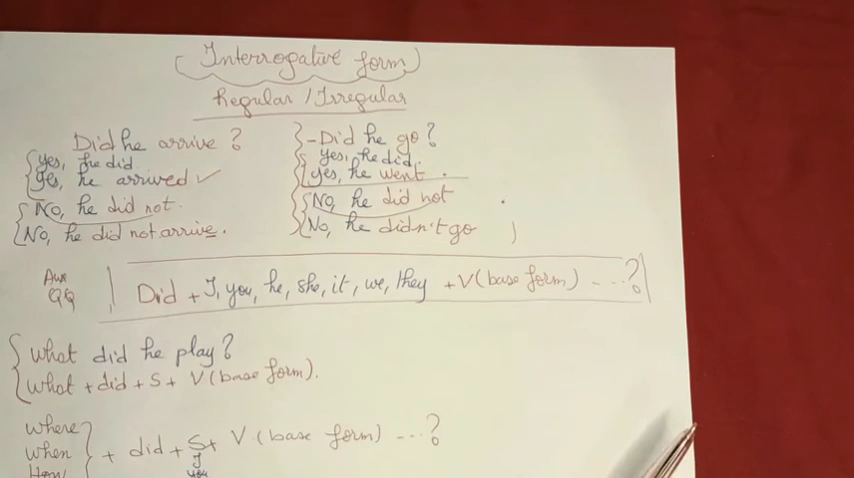 Interrogative form
Regular / Irregular
Did he arrive ?
yes, he did
yes, he arrived ✓
No, he did not.
No, he did not arrive.
- Did he go ?
yes, he did.
yes, he went.
No, he did not
No, he didn't go
Aux
QQ
Did + I, you, he, she, it, we, they + V (base form) ---- ?
what did he play ?
what + did + S + V (base form).
where
when
How
+ did + S + V (base form) ---- ?
I
you